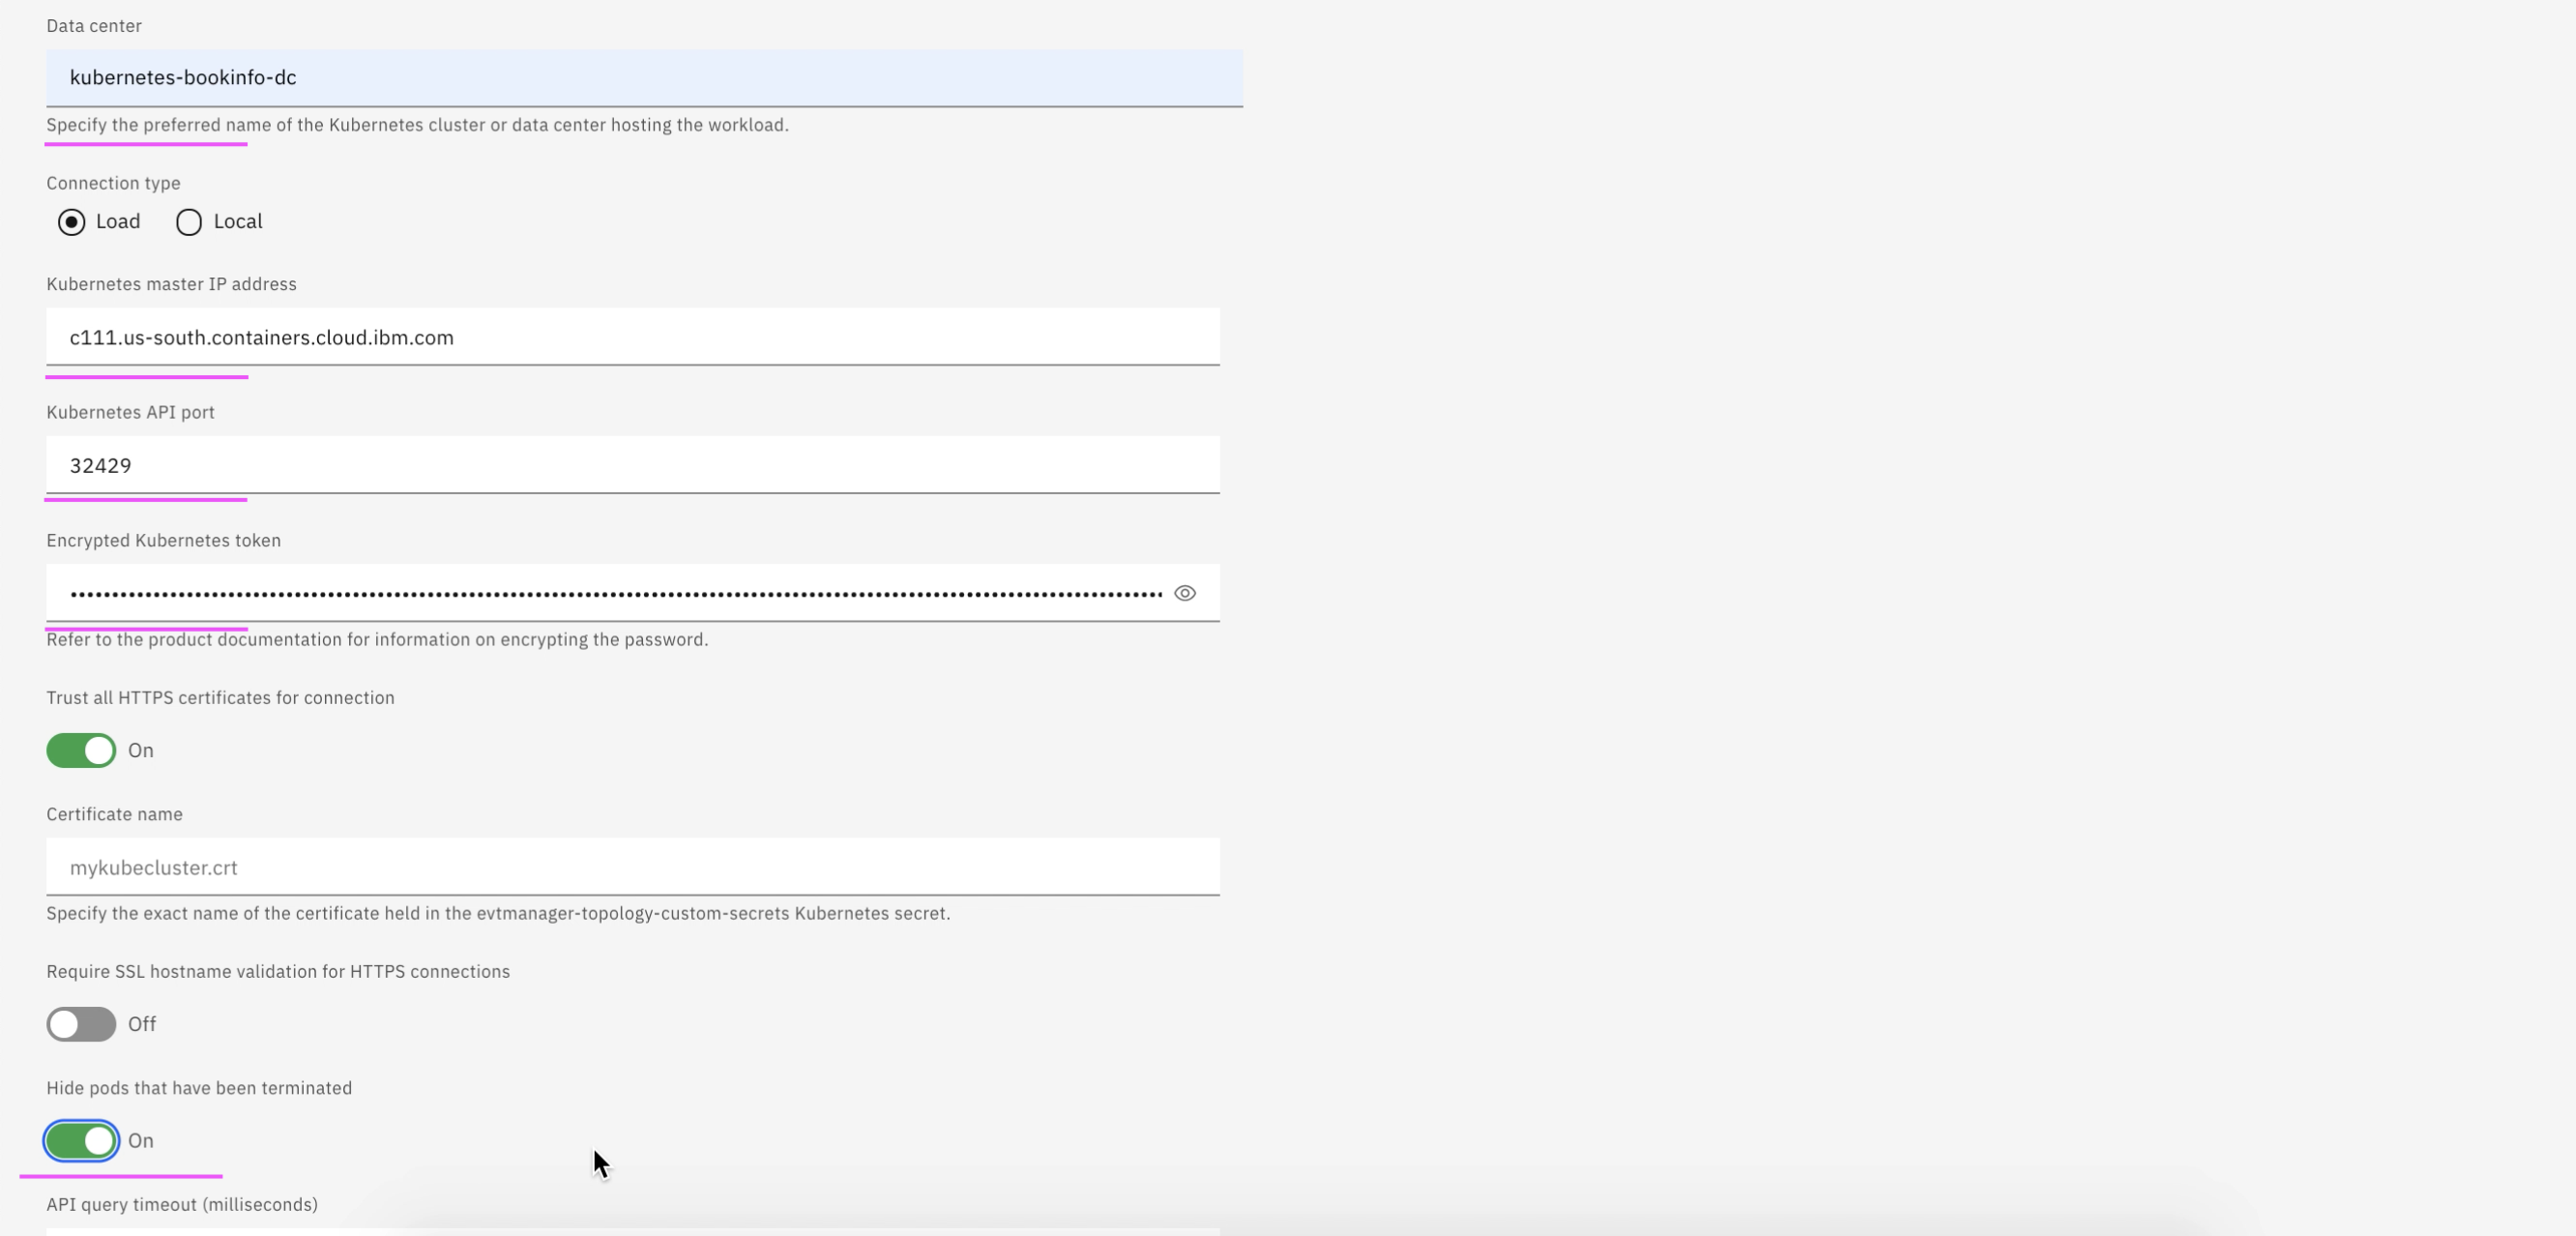 Data center
kubernetes-bookinfo-dc
Specify the preferred name of the Kubernetes cluster or data center hosting the workload.
Connection type
Load Local
Kubernetes master IP address
c111.us-south.containers.cloud.ibm.com
Kubernetes API port
32429
Encrypted Kubernetes token
Refer to the product documentation for information on encrypting the password.
Trust all HTTPS certificates for connection
On
Certificate name
mykubecluster.crt
Specify the exact name of the certificate held in the evtmanager-topology-custom-secrets Kubernetes secret.
Require SSL hostname validation for HTTPS connections
Off
Hide pods that have been terminated
On
API query timeout (milliseconds)